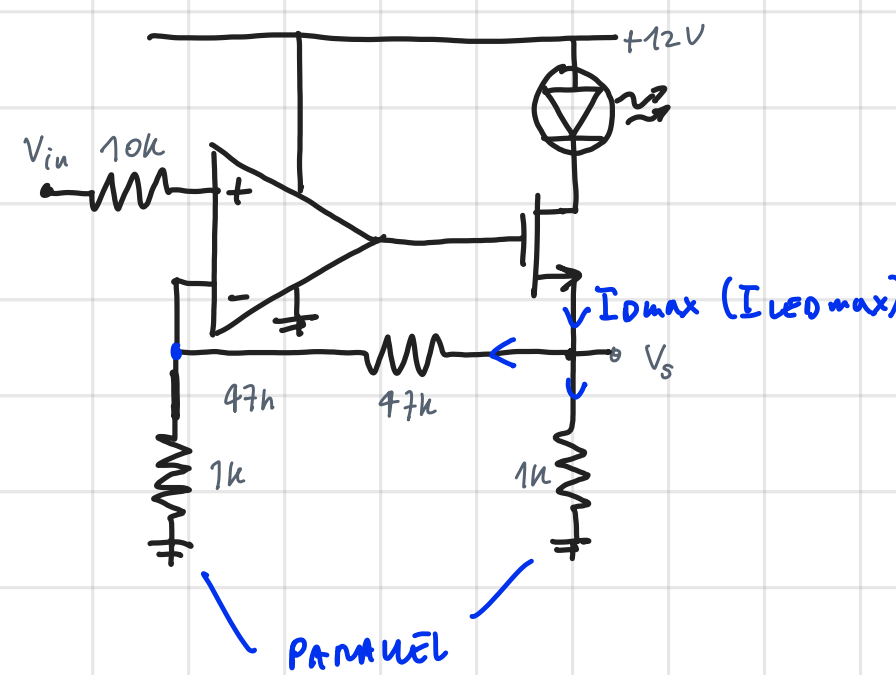 +12V
Vin 10k
+
-
IDmax (ILEDmax)
Vs
47k 47k
1k 1k
PARALLEL